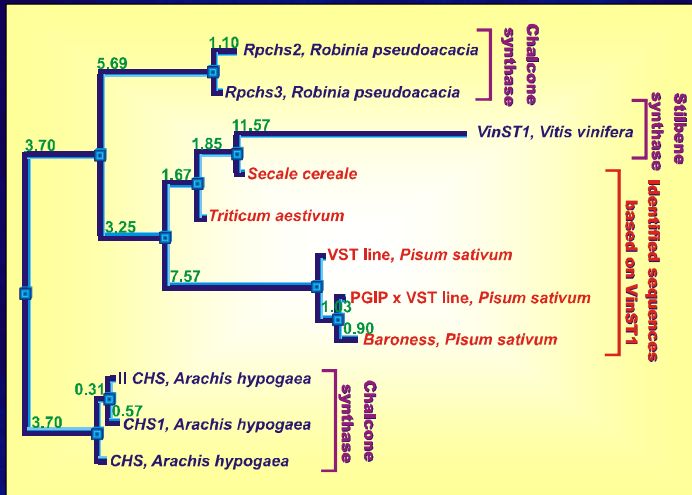 1.10
Rpchs2, Robinia pseudoacacia
5.69
Rpchs3, Robinia pseudoacacia
Chalcone
synthase
11.57
VinST1, Vitis vinifera
Stilbene
synthase
3.70
1.85
1.67
Secale cereale
Triticum aestivum
3.25
VST line, Pisum sativum
7.57
PGIP x VST line, Pisum sativum
1.03
0.90
Baroness, Pisum sativum
Identified sequences
based on VinST1
II CHS, Arachis hypogaea
0.31
0.57
CHS1, Arachis hypogaea
3.70
CHS, Arachis hypogaea
Chalcone
synthase